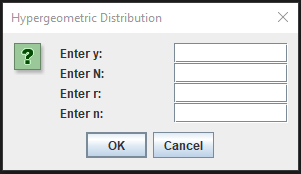 Hypergeometric Distribution
?
Enter y:
Enter N:
Enter r:
Enter n:
OK Cancel